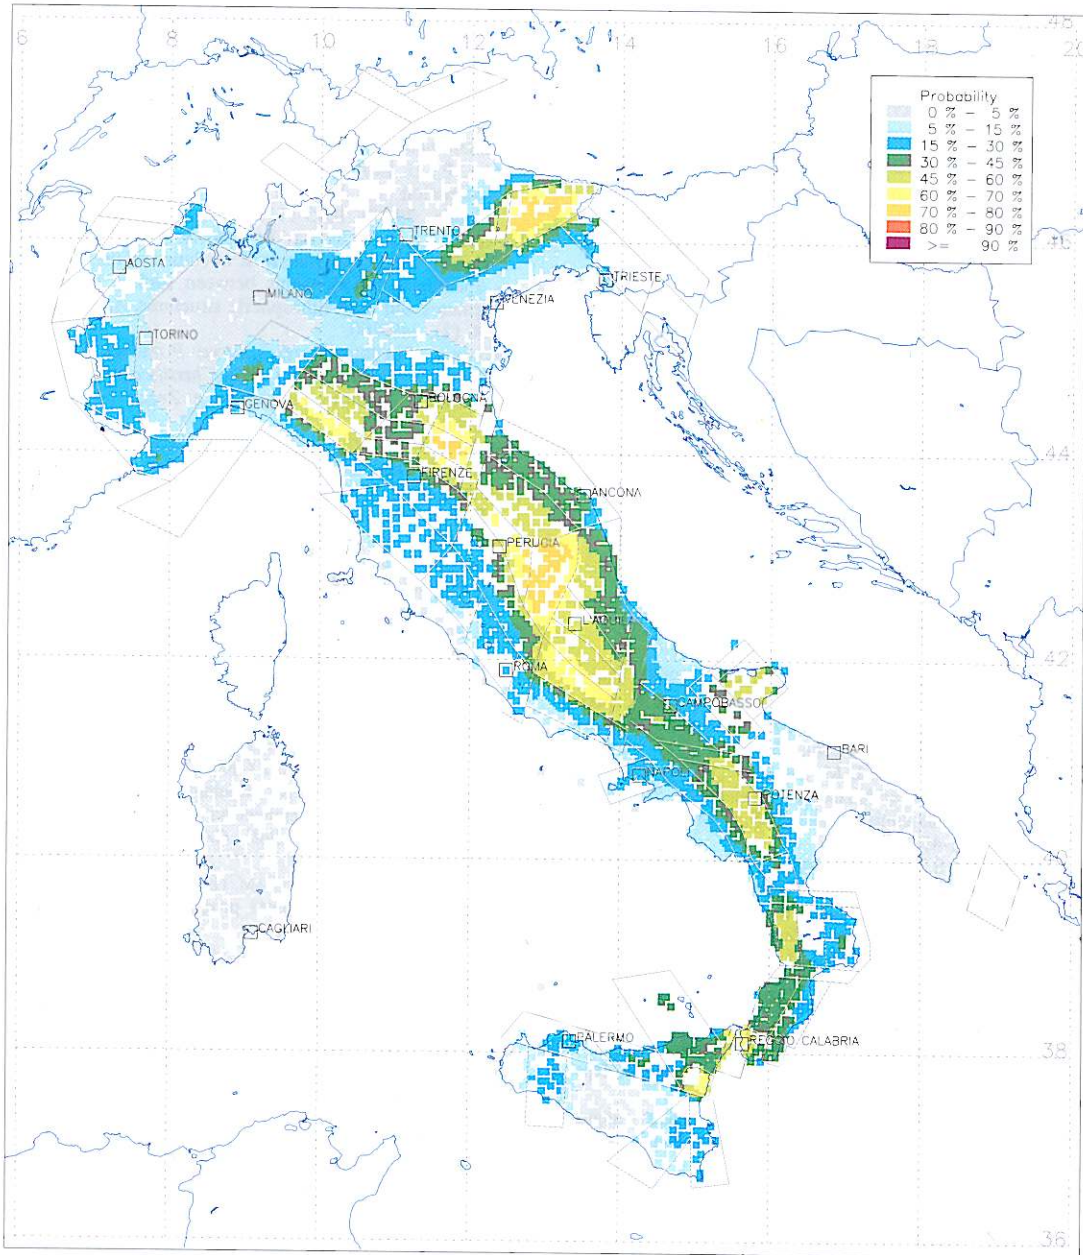 6 8 10 12 14 16 18 20
48
Probability
0 % - 5 %
5 % - 15 %
15 % - 30 %
30 % - 45 %
45 % - 60 %
60 % - 70 %
70 % - 80 %
80 % - 90 %
>= 90 %
TRENTO
46
AOSTA
TRIESTE
MILANO
VENEZIA
TORINO
BOLOGNA
GENOVA
44
FIRENZE
ANCONA
PERUGIA
L'AQUILA
42
ROMA
CAMPOBASSO
BARI
NAPOLI
POTENZA
40
CAGLIARI
PALERMO
REGGIO CALABRIA
38
36